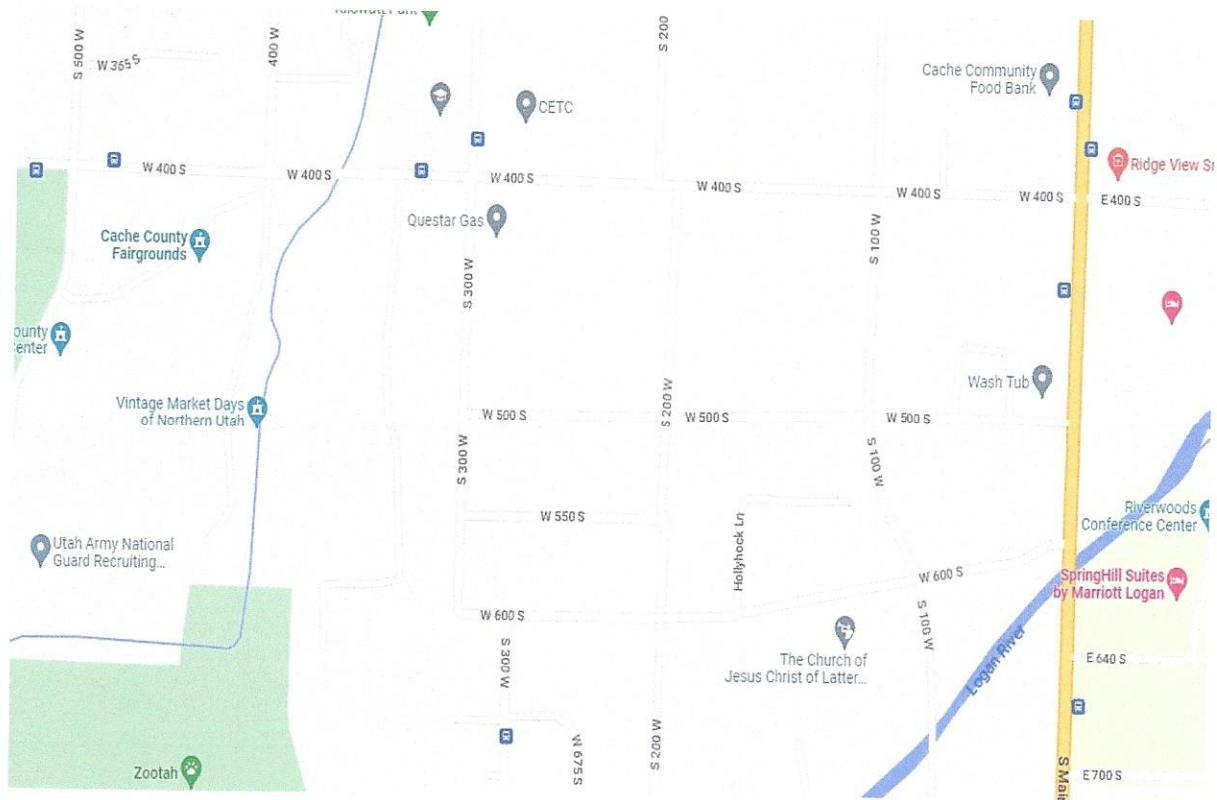 S 500 W
400 W
S 200
W 365 S
Cache Community
Food Bank
CETC
Ridge View
W 400 S
W 400 S
W 400 S
W 400 S
W 400 S
W 400 S
E 400 S
Questar Gas
S 100 W
Cache County
Fairgrounds
S 300 W
ounty
enter
Wash Tub
Vintage Market Days
of Northern Utah
S 200 W
W 500 S
W 500 S
W 500 S
S 300 W
S 100 W
W 550 S
Riverwoods
Conference Center
Hollyhock Ln
Utah Army National
Guard Recruiting...
W 600 S
SpringHill Suites
by Marriott Logan
W 600 S
S 100 W
The Church of
Jesus Christ of Latter...
E 640 S
S 300 W
Logan River
S 200 W
W 675 S
Zootah
E 700 S
S Mai